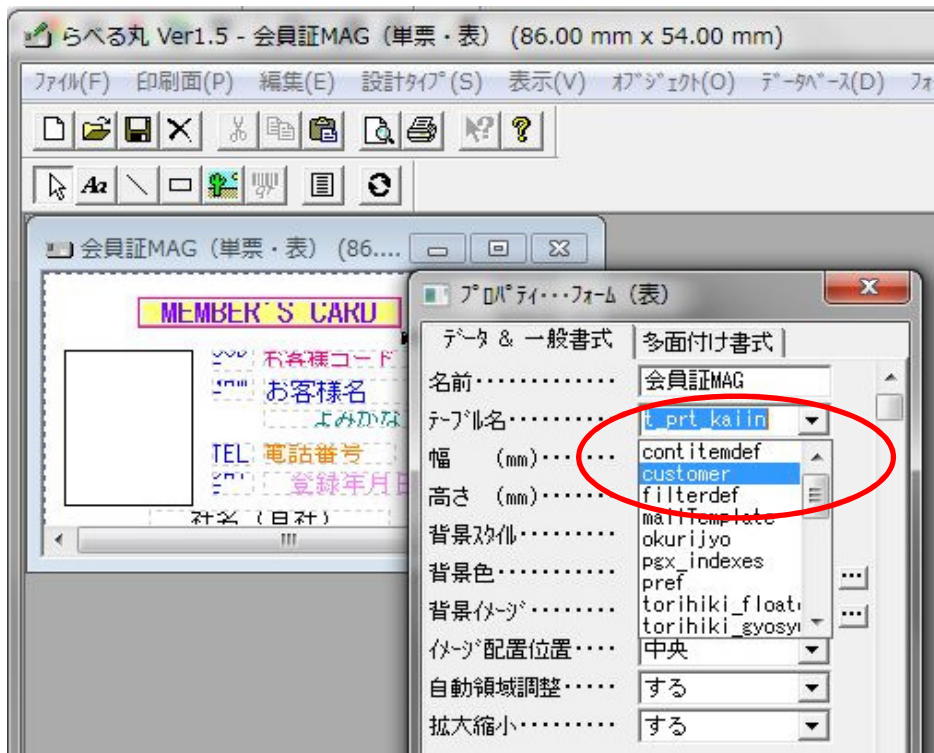 らべる丸 Ver1.5 - 会員証MAG（単票・表） (86.00 mm x 54.00 mm)
ﾌｧｲﾙ(F) 印刷面(P) 編集(E) 設計ﾀｲﾌﾟ(S) 表示(V) ｵﾌﾞｼﾞｪｸﾄ(O) ﾃﾞｰﾀﾍﾞｰｽ(D)
Aa
会員証MAG（単票・表） (86....
MEMBER'S CARD
お客様コード
お客様名
よみかな
TEL 電話番号
登録年月日
社名（自社）
ﾌﾟﾛﾊﾟﾃｨ・・・ﾌｫｰﾑ（表）
ﾃﾞｰﾀ & 一般書式 多面付け書式
名前・・・・・・・・・・・・・ 会員証MAG
ﾃｰﾌﾞﾙ名・・・・・・・・・ t_prt_kaiin
幅 (mm)・・・・・・・ contitemdef
customer
高さ (mm)・・・・・・ filterdef
mailTemplate
背景ｽﾀｲﾙ・・・・・・・・ okurijyo
pgx_indexes
背景色・・・・・・・・・・・ pref
背景ｲﾒｰｼﾞ・・・・・・・・ torihiki_float
torihiki_gyosy
ｲﾒｰｼﾞ配置位置・・・・ 中央
自動領域調整・・・・・ する
拡大縮小・・・・・・・・・ する